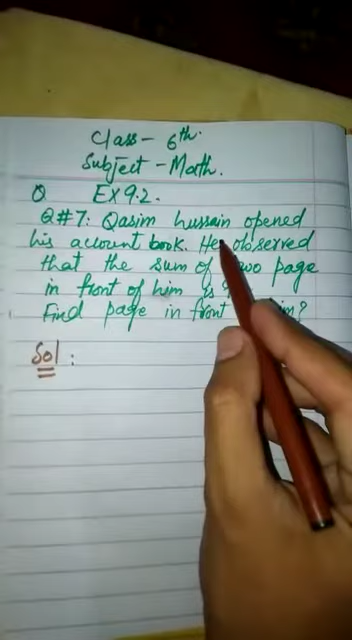 Class - 6th.
Subject - Math.
Q EX 9.2.
Q#7: Qasim hussain opened
his account book. He observed
that the sum of page
in front of him is
Find page in front
Sol: